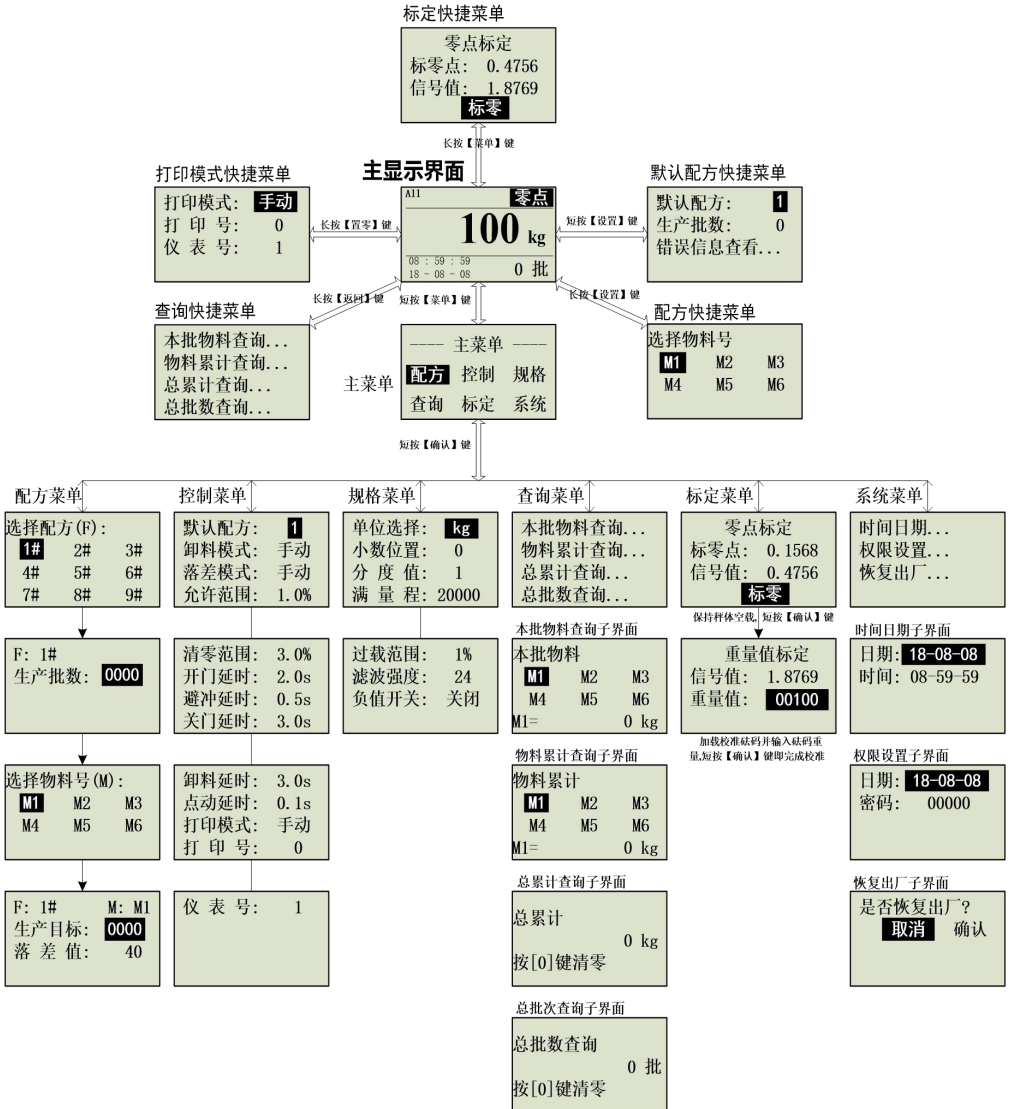 标定快捷菜单
零点标定
标零点: 0.4756
信号值: 1.8769
标零
长按【菜单】键
打印模式快捷菜单
打印模式: 手动
打 印 号: 0
仪 表 号: 1
长按【置零】键
主显示界面
A11 零点
100 kg
08 : 59 : 59
18 - 08 - 08
0 批
短按【设置】键
默认配方快捷菜单
默认配方: 1
生产批数: 0
错误信息查看...
长按【返回】键
短按【菜单】键
长按【设置】键
查询快捷菜单
本批物料查询...
物料累计查询...
总累计查询...
总批数查询...
主菜单
---- 主菜单 ----
配方 控制 规格
查询 标定 系统
配方快捷菜单
选择物料号
M1 M2 M3
M4 M5 M6
短按【确认】键
配方菜单
选择配方(F):
1# 2# 3#
4# 5# 6#
7# 8# 9#
F: 1#
生产批数: 0000
选择物料号(M):
M1 M2 M3
M4 M5 M6
F: 1# M: M1
生产目标: 0000
落 差 值: 40
控制菜单
默认配方: 1
卸料模式: 手动
落差模式: 手动
允许范围: 1.0%
清零范围: 3.0%
开门延时: 2.0s
避冲延时: 0.5s
关门延时: 3.0s
卸料延时: 3.0s
点动延时: 0.1s
打印模式: 手动
打 印 号: 0
仪 表 号: 1
规格菜单
单位选择: kg
小数位置: 0
分 度 值: 1
满 量 程: 20000
过载范围: 1%
滤波强度: 24
负值开关: 关闭
查询菜单
本批物料查询...
物料累计查询...
总累计查询...
总批数查询...
本批物料查询子界面
本批物料
M1 M2 M3
M4 M5 M6
M1= 0 kg
物料累计查询子界面
物料累计
M1 M2 M3
M4 M5 M6
M1= 0 kg
总累计查询子界面
总累计
0 kg
按[0]键清零
总批次查询子界面
总批数查询
0 批
按[0]键清零
标定菜单
零点标定
标零点: 0.1568
信号值: 0.4756
标零
保持秤体空载, 短按【确认】键
重量值标定
信号值: 1.8769
重量值: 00100
加载校准砝码并输入砝码重
量,短按【确认】键即完成校准
系统菜单
时间日期...
权限设置...
恢复出厂...
时间日期子界面
日期: 18-08-08
时间: 08-59-59
权限设置子界面
日期: 18-08-08
密码: 00000
恢复出厂子界面
是否恢复出厂?
取消 确认